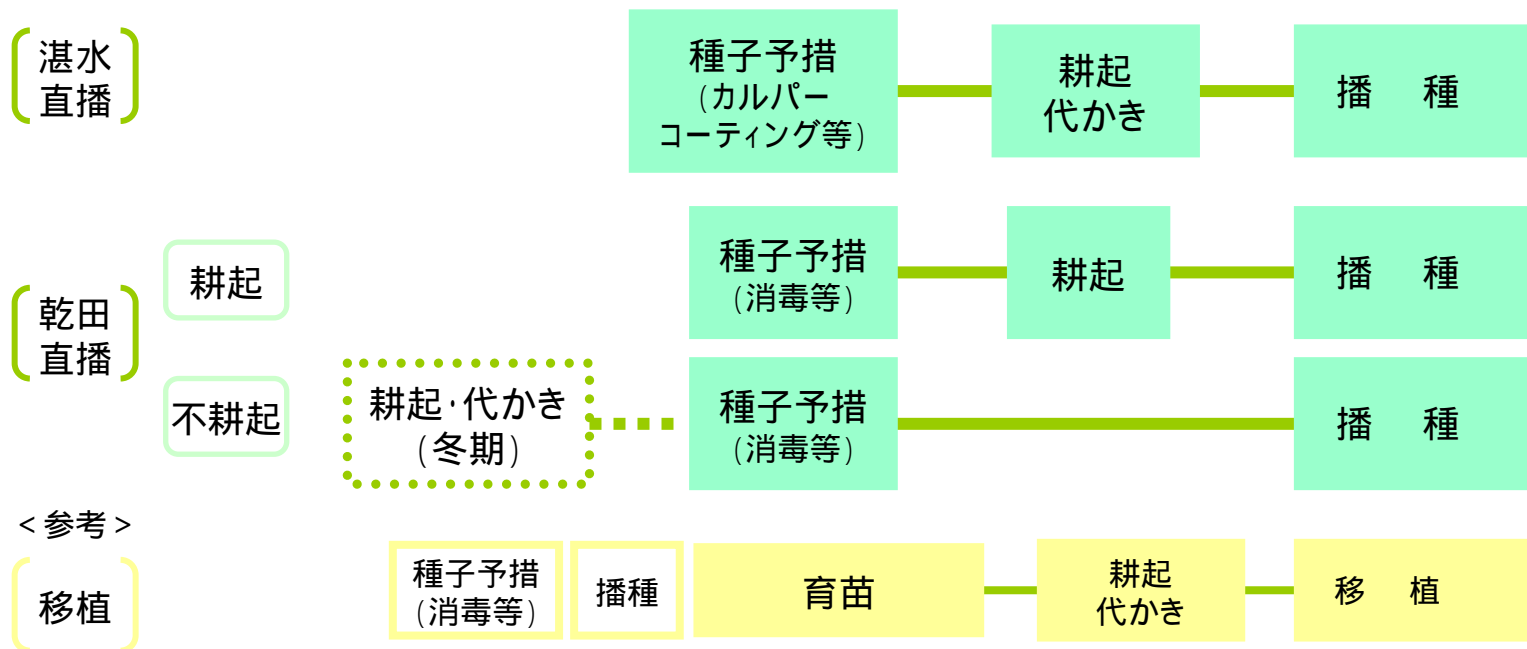 湛水
直播
種子予措
(カルパー
コーティング等)
耕起
代かき
播 種
乾田
直播
耕起
種子予措
(消毒等)
耕起
播 種
不耕起
耕起・代かき
(冬期)
種子予措
(消毒等)
播 種
<参考>
移植
種子予措
(消毒等)
播種
育苗
耕起
代かき
移 植